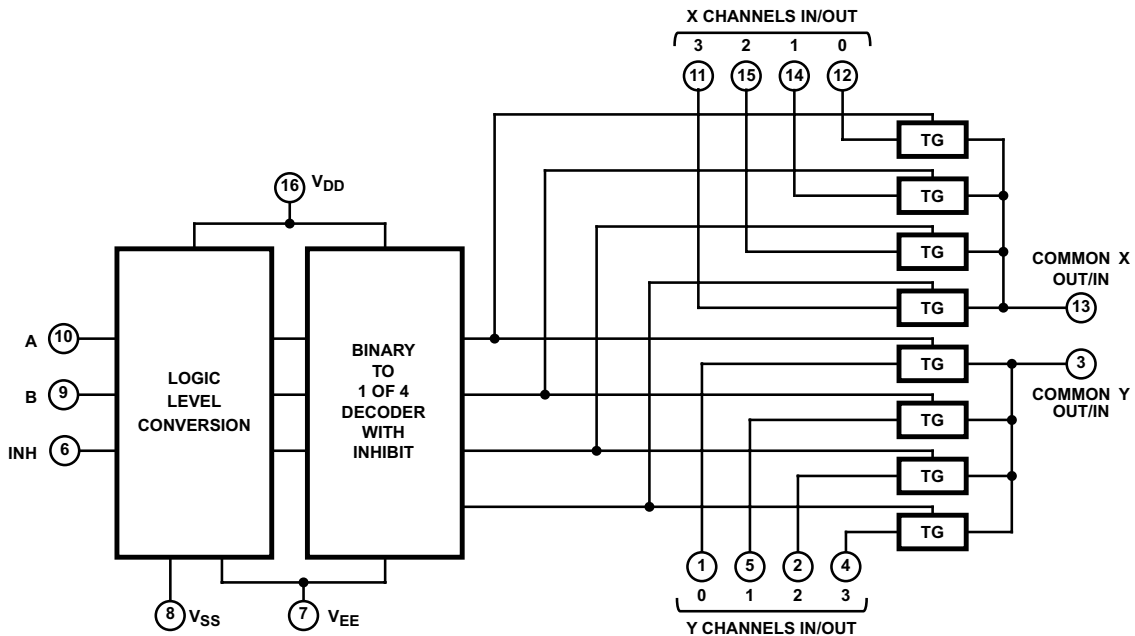 X CHANNELS IN/OUT
3 2 1 0
11 15 14 12
TG
16 VDD
TG
TG
COMMON X
OUT/IN
TG
13
A 10
BINARY
TO
1 OF 4
DECODER
WITH
INHIBIT
LOGIC
LEVEL
CONVERSION
TG
3
COMMON Y
OUT/IN
B 9
TG
INH 6
TG
TG
1 5 2 4
0 1 2 3
8 VSS
7 VEE
Y CHANNELS IN/OUT